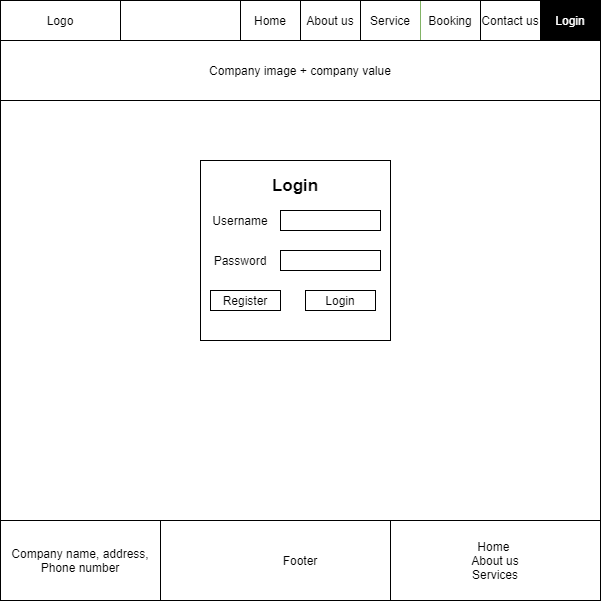 Logo
Home
About us
Service
Booking
Contact us
Login
Company image + company value
Login
Username
Password
Register
Login
Company name, address,
Phone number
Footer
Home
About us
Services